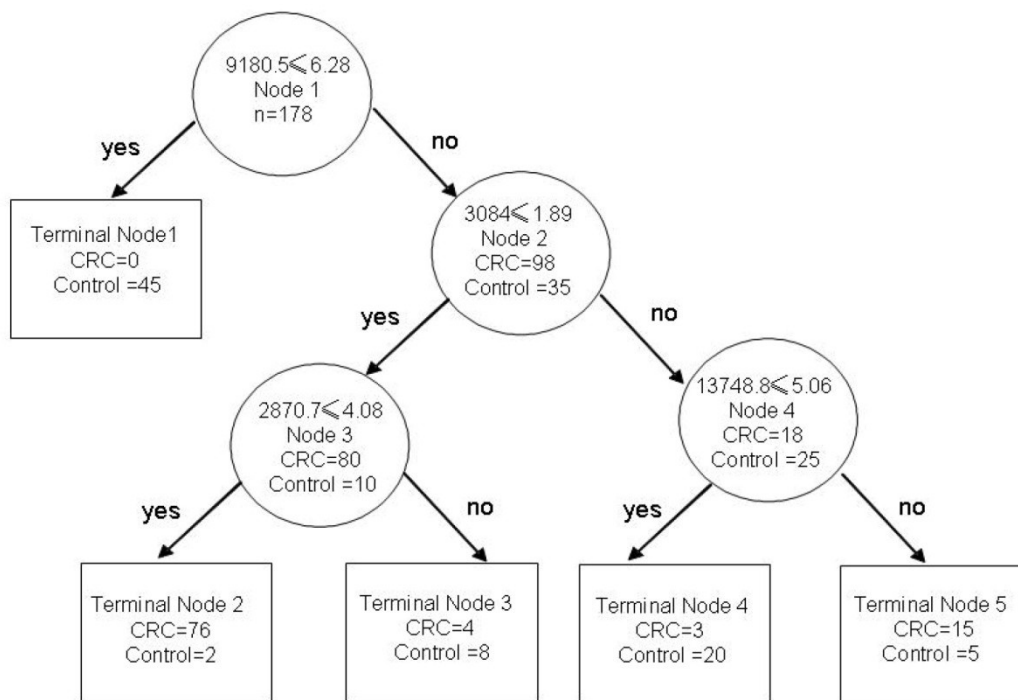 9180.5⩽6.28
Node 1
n=178
yes
no
Terminal Node1
CRC=0
Control =45
3084⩽1.89
Node 2
CRC=98
Control =35
yes
no
2870.7⩽4.08
Node 3
CRC=80
Control =10
13748.8⩽5.06
Node 4
CRC=18
Control =25
yes
no
yes
no
Terminal Node 2
CRC=76
Control=2
Terminal Node 3
CRC=4
Control =8
Terminal Node 4
CRC=3
Control =20
Terminal Node 5
CRC=15
Control =5